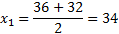 x₁ = (36 + 32)/2 = 34